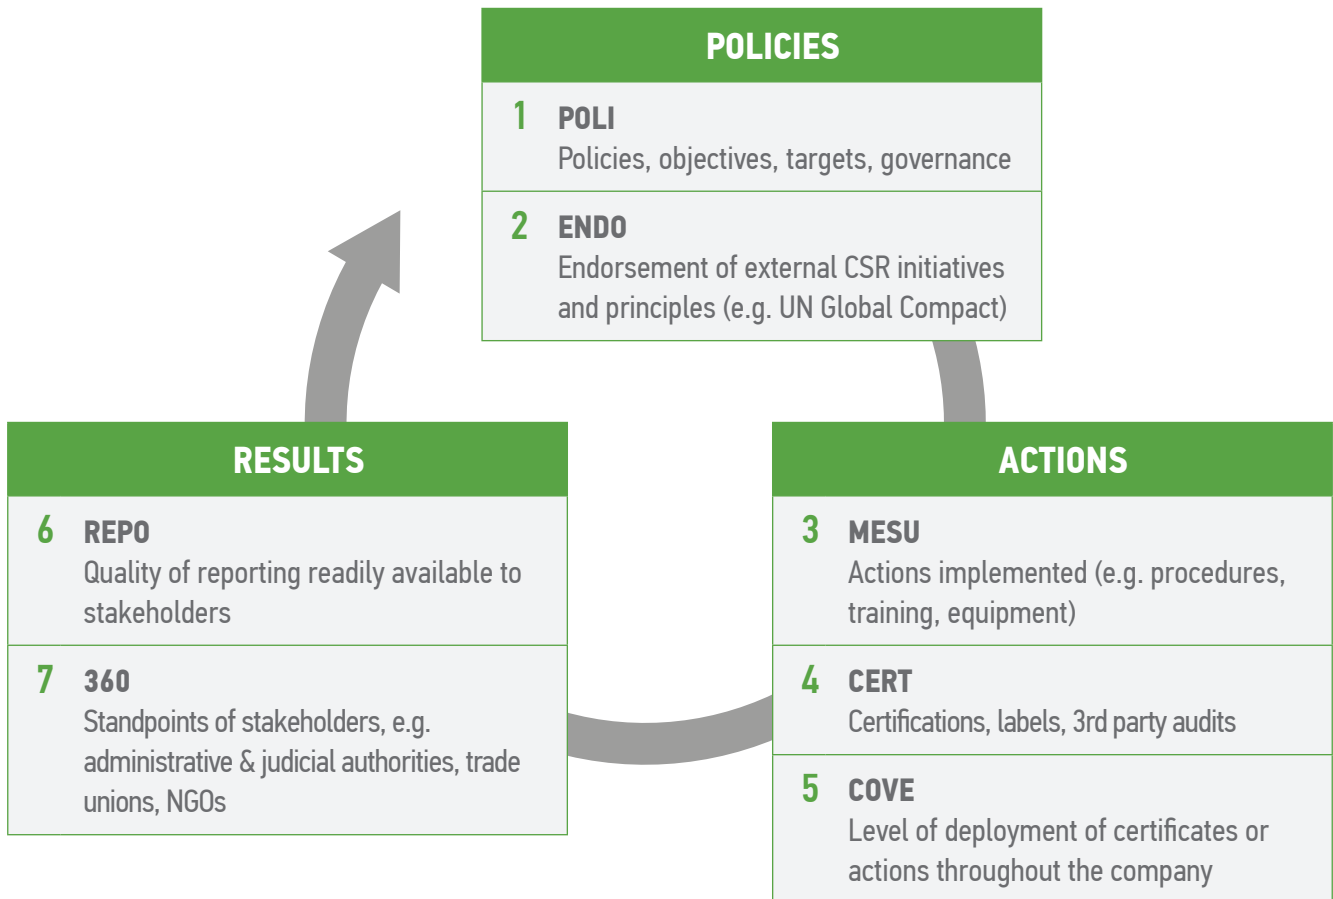 POLICIES
1 POLI
Policies, objectives, targets, governance
2 ENDO
Endorsement of external CSR initiatives
and principles (e.g. UN Global Compact)
RESULTS
6 REPO
Quality of reporting readily available to
stakeholders
7 360
Standpoints of stakeholders, e.g.
administrative & judicial authorities, trade
unions, NGOs
ACTIONS
3 MESU
Actions implemented (e.g. procedures,
training, equipment)
4 CERT
Certifications, labels, 3rd party audits
5 COVE
Level of deployment of certificates or
actions throughout the company